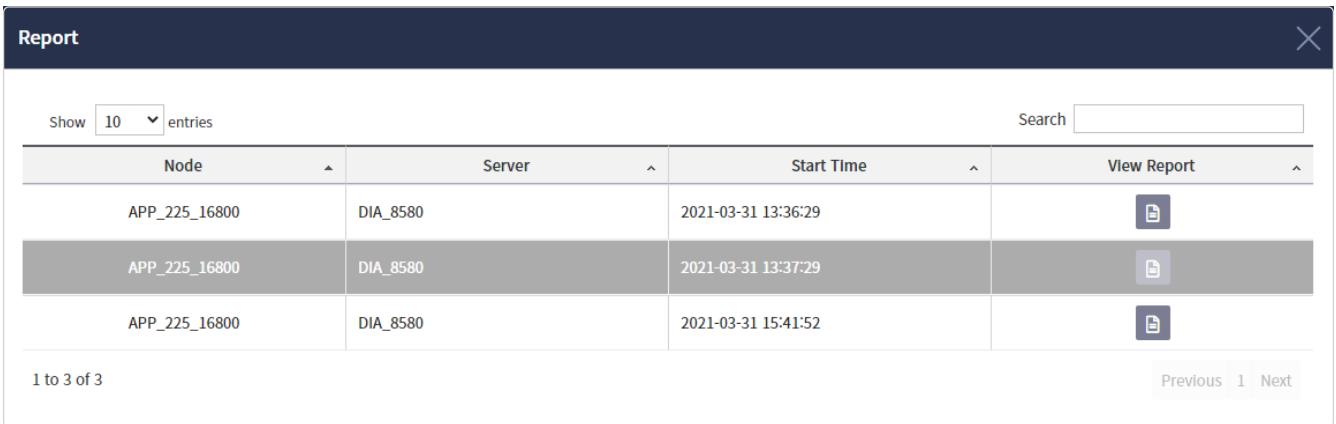 Report
Show 10 entries Search
Node Server Start Time View Report
APP_225_16800 DIA_8580 2021-03-31 13:36:29
APP_225_16800 DIA_8580 2021-03-31 13:37:29
APP_225_16800 DIA_8580 2021-03-31 15:41:52
1 to 3 of 3 Previous 1 Next